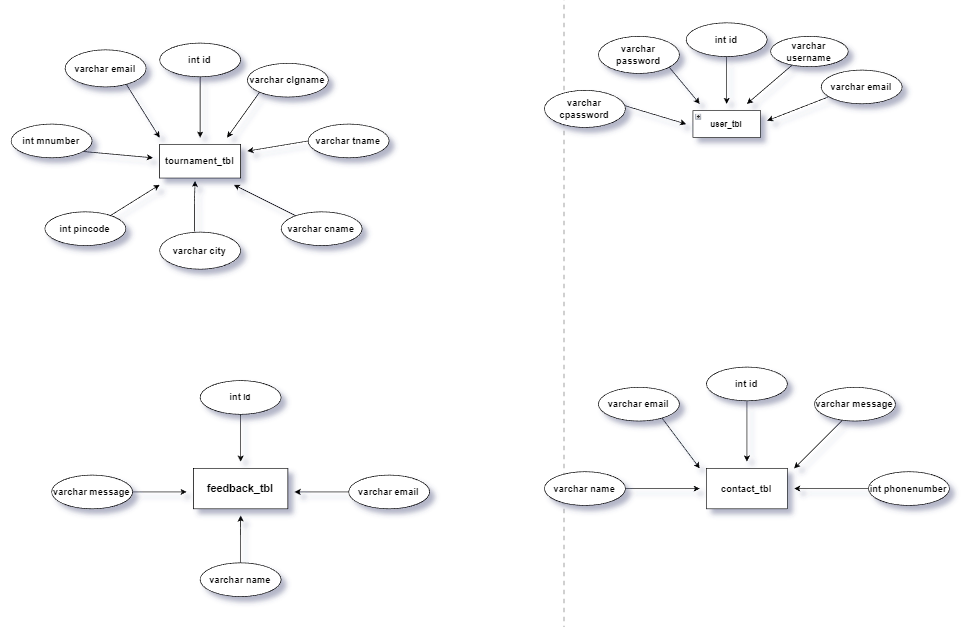 varchar email
int id
varchar clgname
int mnumber
varchar tname
tournament_tbl
int pincode
varchar city
varchar cname
varchar
password
int id
varchar
username
varchar email
varchar
cpassword
user_tbl
int id
varchar message
feedback_tbl
varchar email
varchar name
varchar email
int id
varchar message
varchar name
contact_tbl
int phonenumber